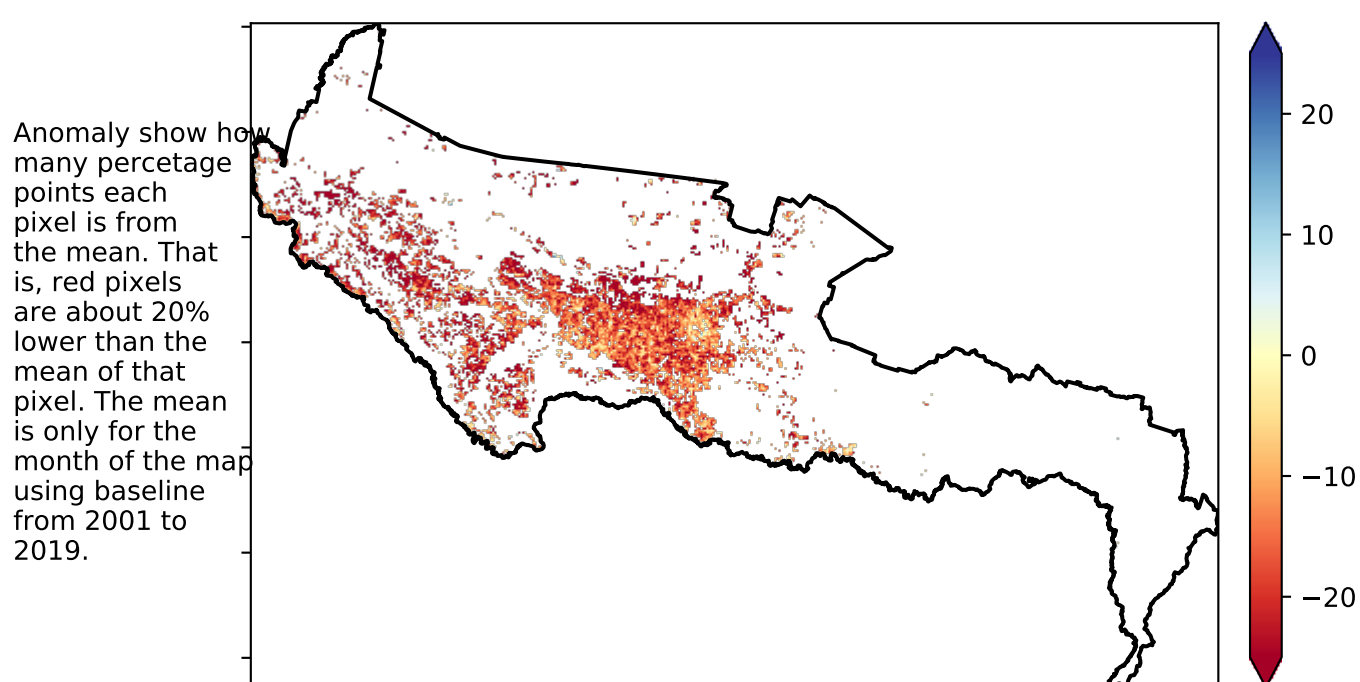 Anomaly show how
many percetage
points each
pixel is from
the mean. That
is, red pixels
are about 20%
lower than the
mean of that
pixel. The mean
is only for the
month of the map
using baseline
from 2001 to
2019.
20
10
0
−10
−20